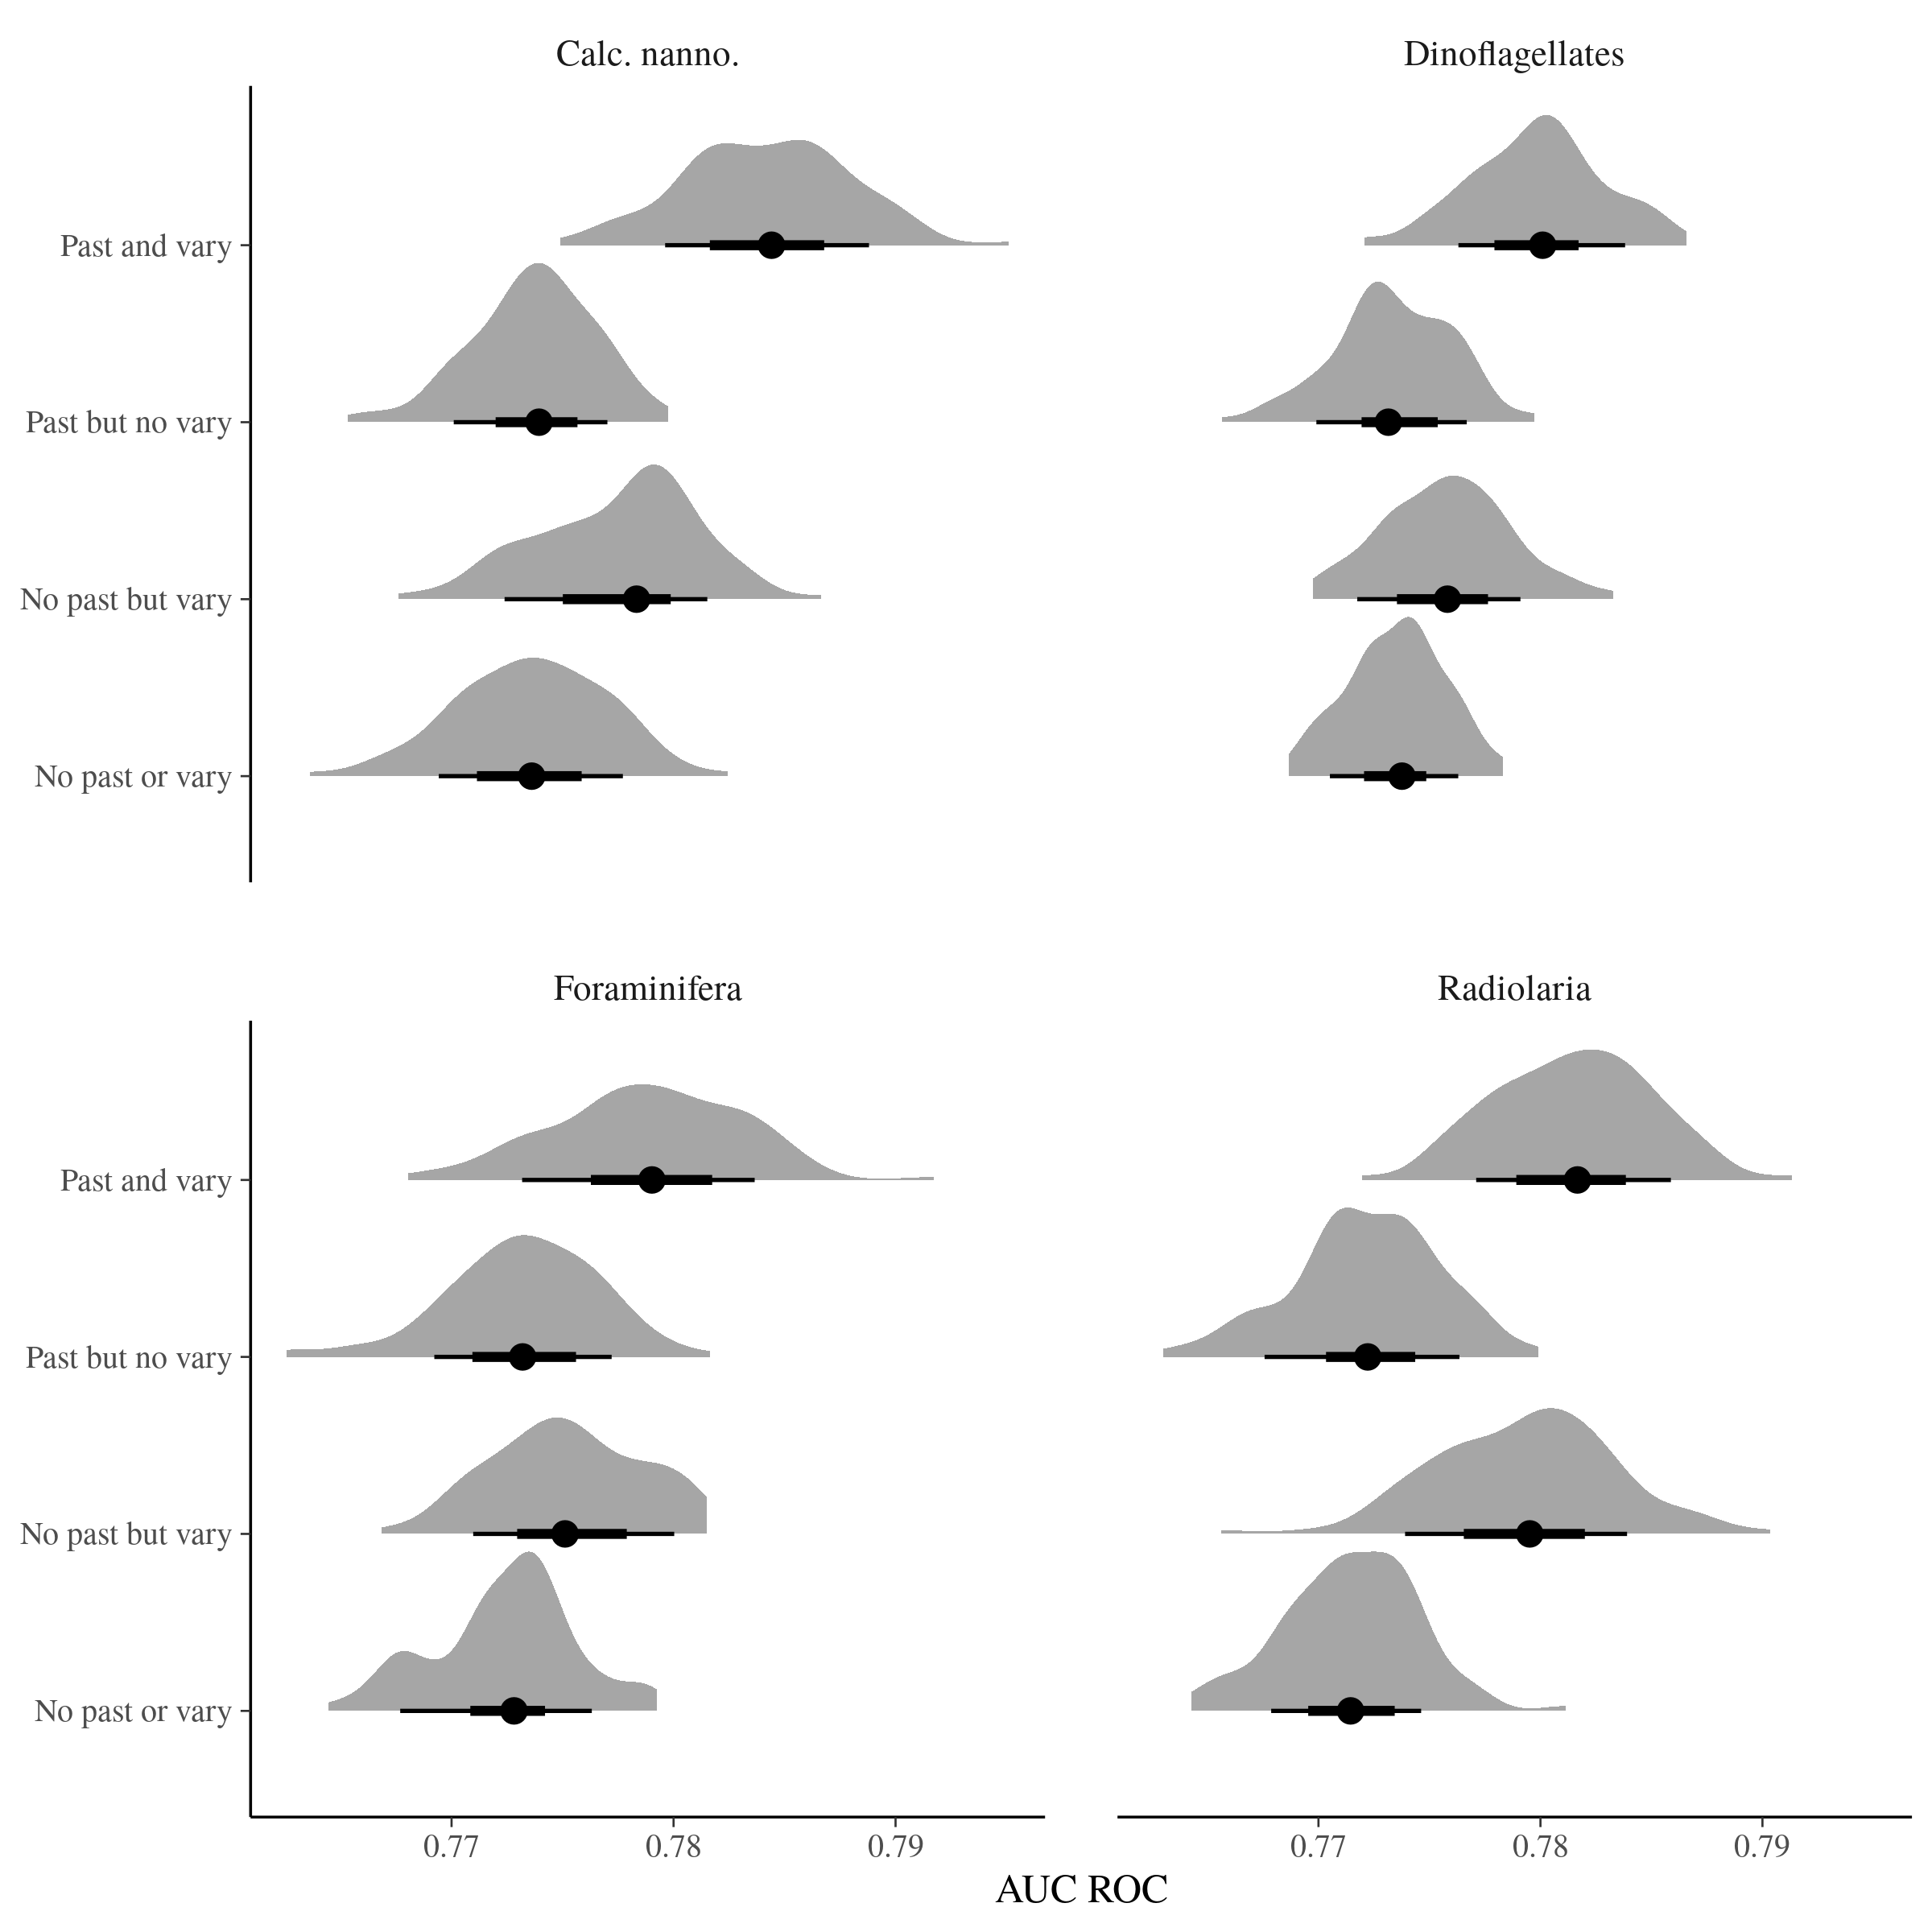 Calc. nanno.
Dinoflagellates
Past and vary
Past but no vary
No past but vary
No past or vary
Foraminifera
Radiolaria
Past and vary
Past but no vary
No past but vary
No past or vary
0.77 0.78 0.79 0.77 0.78 0.79
AUC ROC